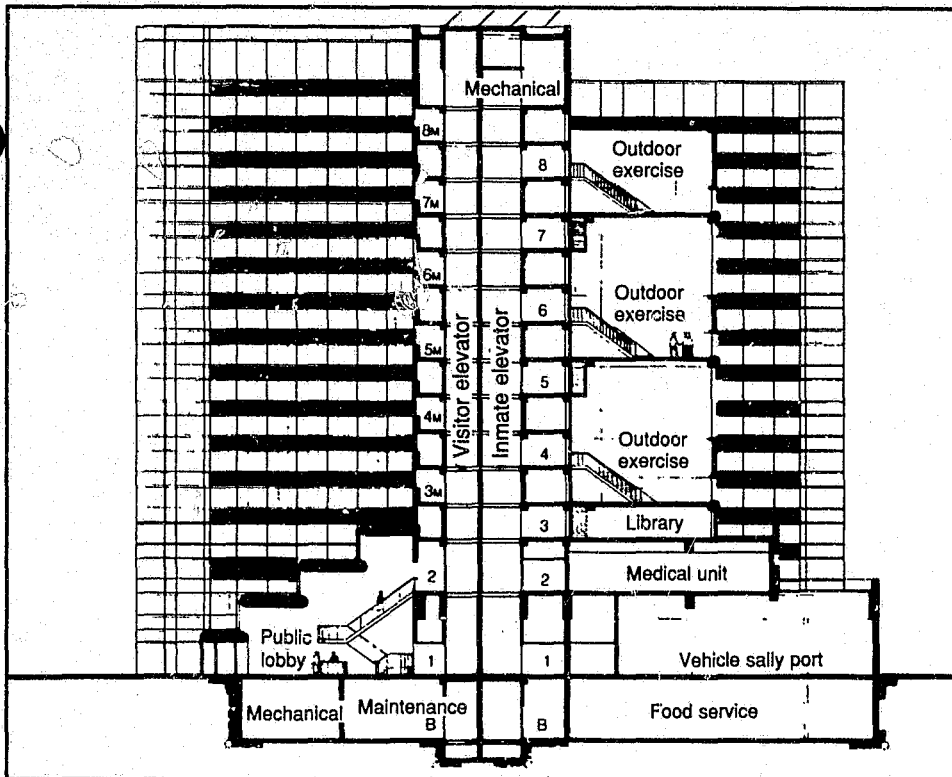 Mechanical
8M
8
Outdoor
exercise
7M
7
6M
6
Outdoor
exercise
Visitor elevator
Inmate elevator
5M
5
4M
4
Outdoor
exercise
3M
3
Library
2
2
Medical unit
Public
lobby
1
1
Vehicle sally port
Mechanical
Maintenance
B
B
Food service